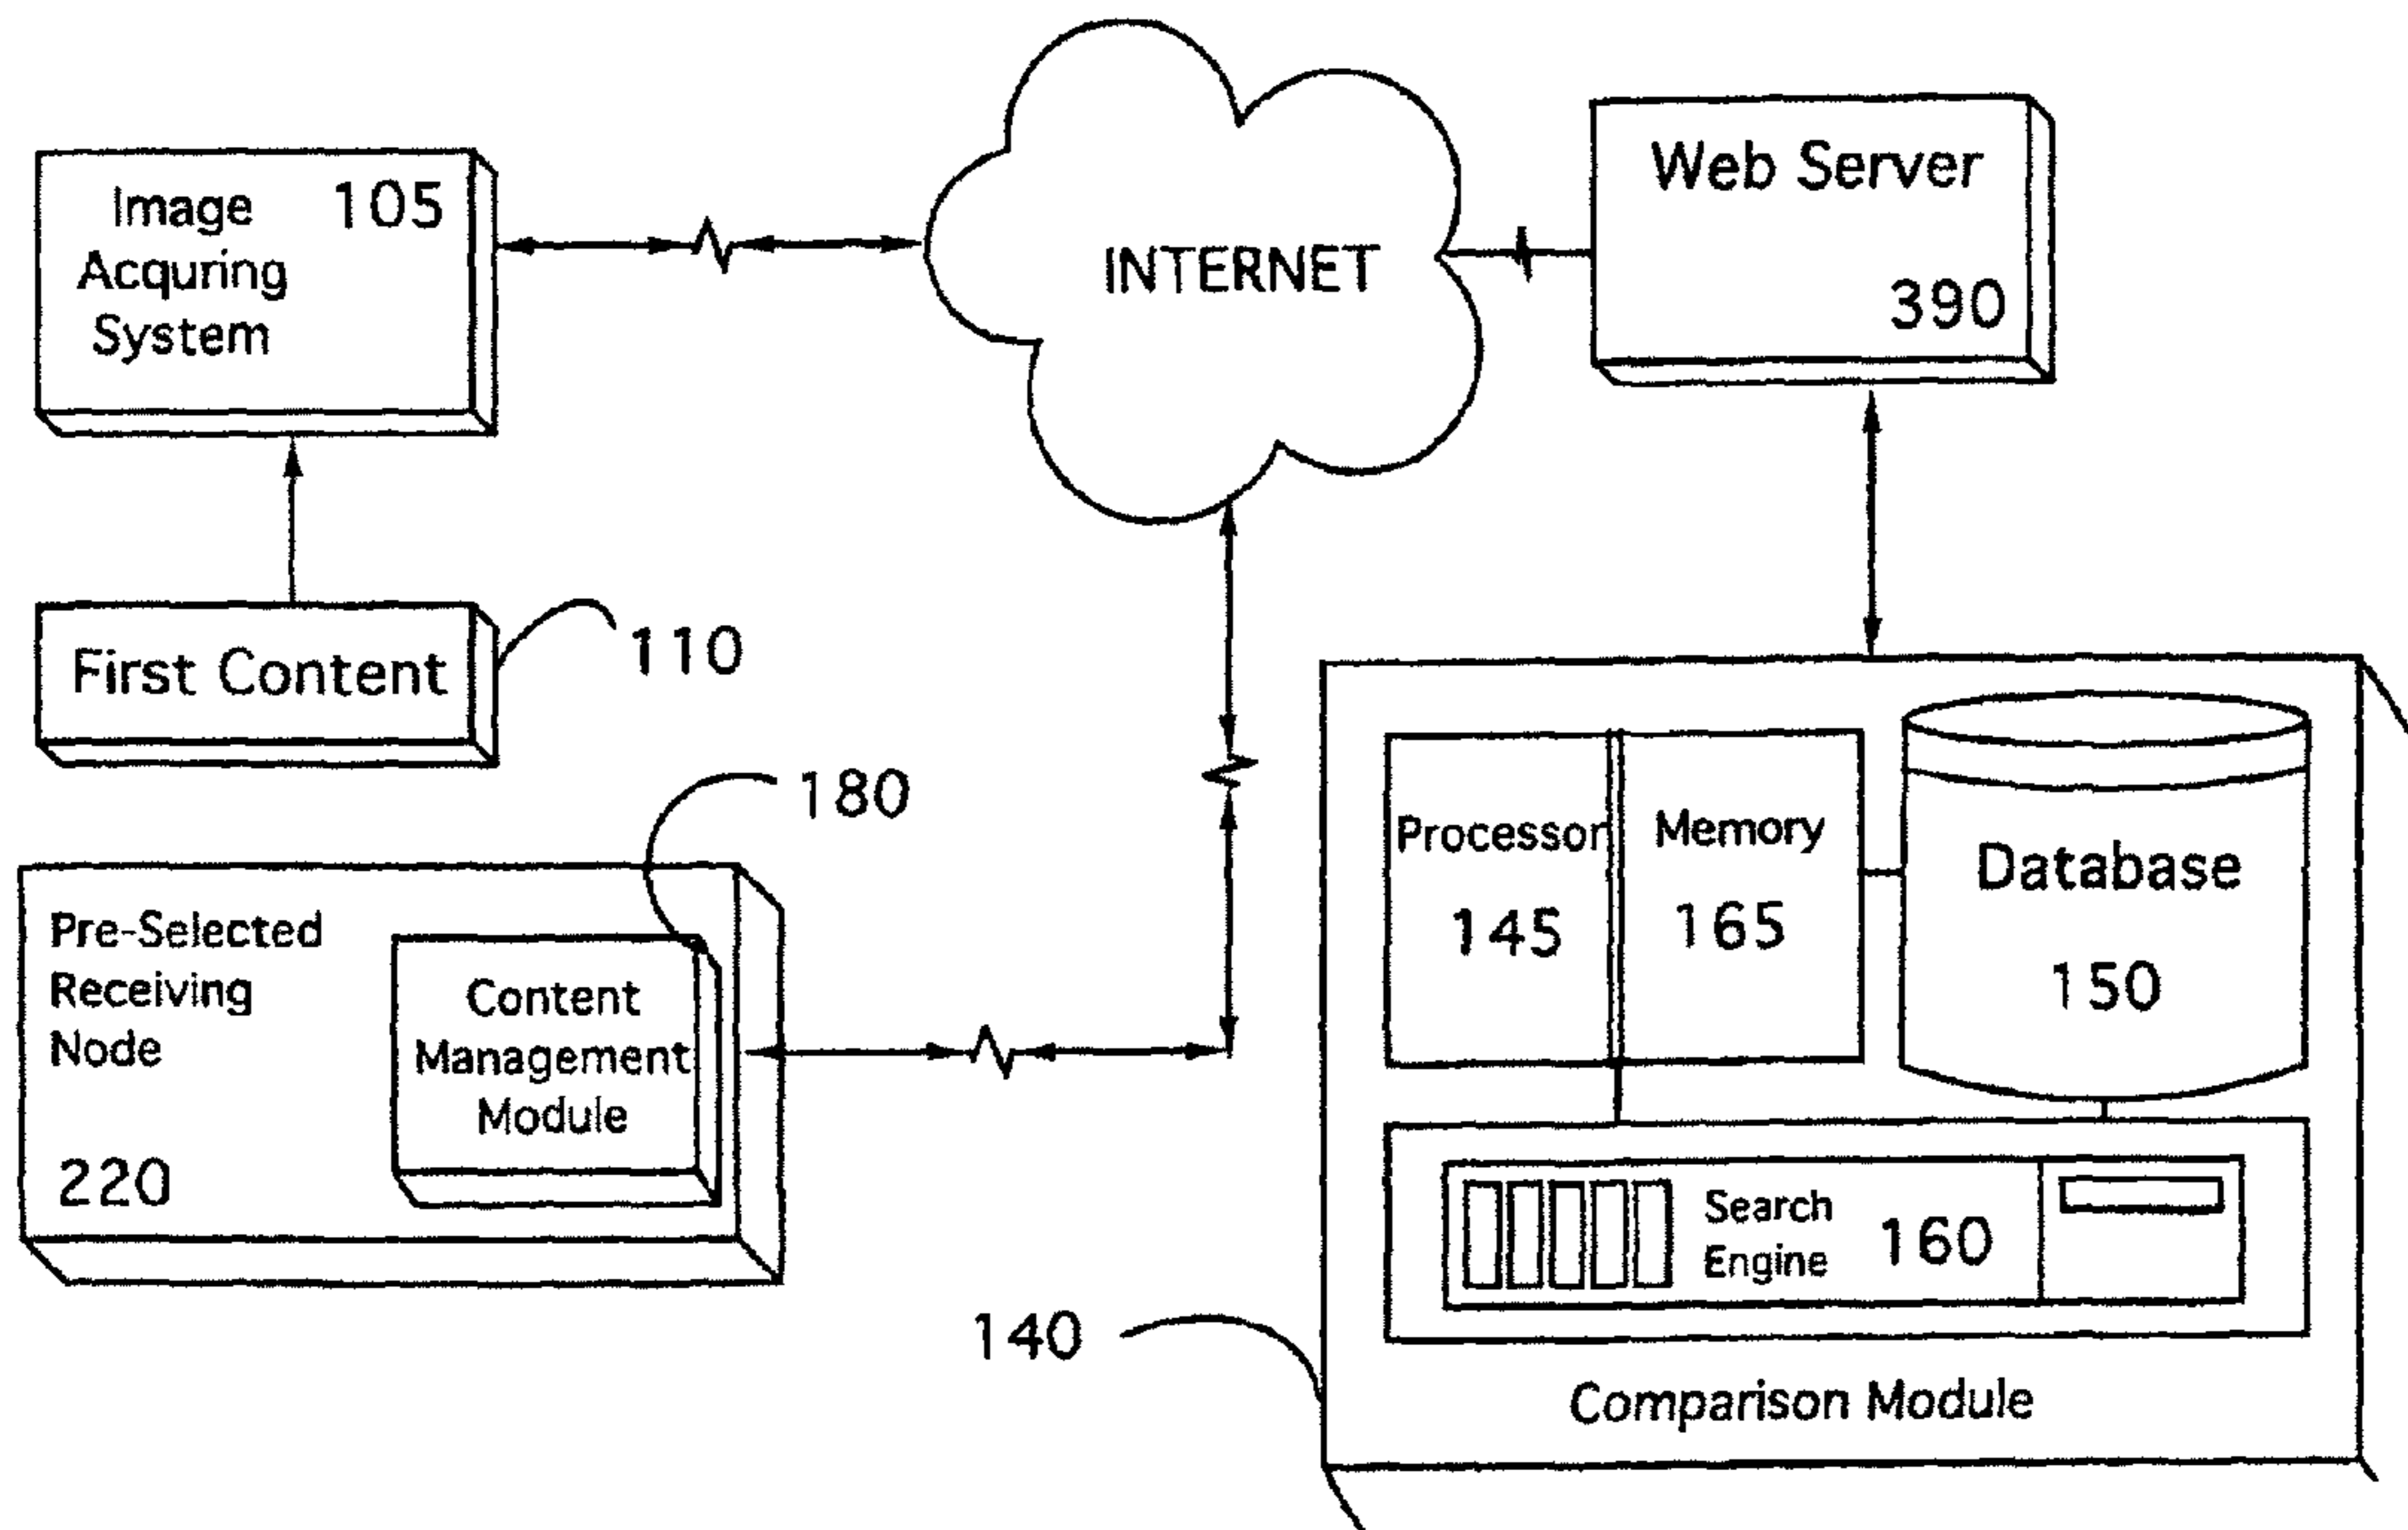 Image
Acquring
System
105
INTERNET
Web Server
390
First Content
110
180
Pre-Selected
Receiving
Node
220
Content
Management
Module
Processor
145
Memory
165
Database
150
Search
Engine
160
140
Comparison Module